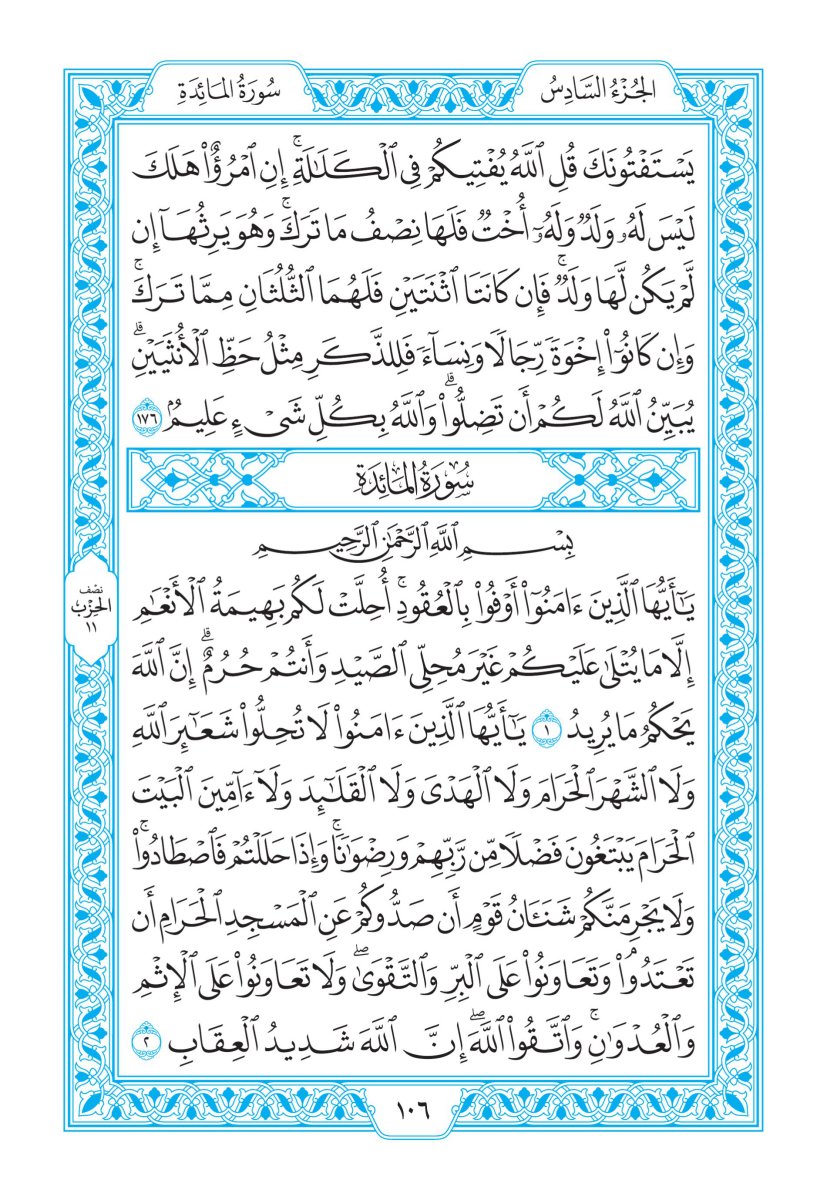 الجُزْءُ السَّادِسُ
سُورَةُ المَائِدَةِ
يَسْتَفْتُونَكَ قُلِ ٱللَّهُ يُفْتِيكُمْ فِي ٱلْكَلَٰلَةِۚ إِنِ ٱمْرُؤٌاْ هَلَكَ
لَيْسَ لَهُۥ وَلَدٌ وَلَهُۥٓ أُخْتٌ فَلَهَا نِصْفُ مَا تَرَكَۚ وَهُوَ يَرِثُهَآ إِن
لَّمْ يَكُن لَّهَا وَلَدٌۚ فَإِن كَانَتَا ٱثْنَتَيْنِ فَلَهُمَا ٱلثُّلُثَانِ مِمَّا تَرَكَۚ
وَإِن كَانُوٓاْ إِخْوَةً رِّجَالًا وَنِسَآءً فَلِلذَّكَرِ مِثْلُ حَظِّ ٱلْأُنثَيَيْنِۗ
يُبَيِّنُ ٱللَّهُ لَكُمْ أَن تَضِلُّواْۗ وَٱللَّهُ بِكُلِّ شَيْءٍ عَلِيمٌۢ ١٧٦
سُورَةُ المَائِدَةِ
بِسْمِ ٱللَّهِ ٱلرَّحْمَٰنِ ٱلرَّحِيمِ
يَٰٓأَيُّهَا ٱلَّذِينَ ءَامَنُوٓاْ أَوْفُواْ بِٱلْعُقُودِۚ أُحِلَّتْ لَكُم بَهِيمَةُ ٱلْأَنْعَٰمِ
إِلَّا مَا يُتْلَىٰ عَلَيْكُمْ غَيْرَ مُحِلِّي ٱلصَّيْدِ وَأَنتُمْ حُرُمٌۗ إِنَّ ٱللَّهَ
يَحْكُمُ مَا يُرِيدُ ١ يَٰٓأَيُّهَا ٱلَّذِينَ ءَامَنُواْ لَا تُحِلُّواْ شَعَٰٓئِرَ ٱللَّهِ
وَلَا ٱلشَّهْرَ ٱلْحَرَامَ وَلَا ٱلْهَدْيَ وَلَا ٱلْقَلَٰٓئِدَ وَلَآ ءَآمِّينَ ٱلْبَيْتَ
ٱلْحَرَامَ يَبْتَغُونَ فَضْلًا مِّن رَّبِّهِمْ وَرِضْوَٰنًاۚ وَإِذَا حَلَلْتُمْ فَٱصْطَادُواْۚ
وَلَا يَجْرِمَنَّكُمْ شَنَـَٔانُ قَوْمٍ أَن صَدُّوكُمْ عَنِ ٱلْمَسْجِدِ ٱلْحَرَامِ أَن
تَعْتَدُواْۘ وَتَعَاوَنُواْ عَلَى ٱلْبِرِّ وَٱلتَّقْوَىٰۖ وَلَا تَعَاوَنُواْ عَلَى ٱلْإِثْمِ
وَٱلْعُدْوَٰنِۚ وَٱتَّقُواْ ٱللَّهَۖ إِنَّ ٱللَّهَ شَدِيدُ ٱلْعِقَابِ ٢
نصْف
الحِزْب
١١
١٠٦